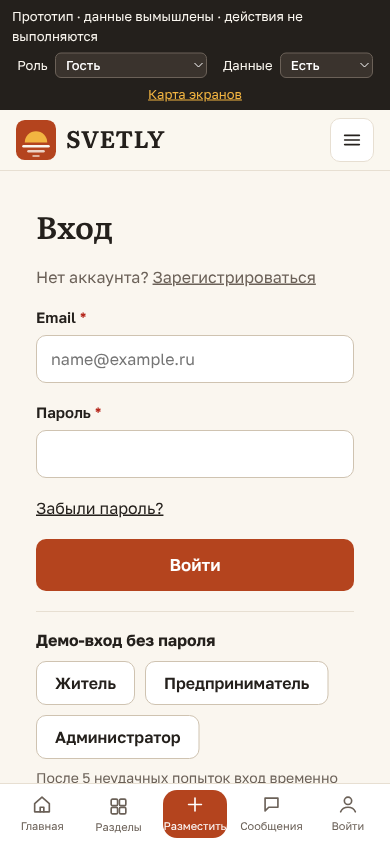 Прототип · данные вымышлены · действия не
выполняются
Роль Гость Данные Есть
Карта экранов
SVETLY
Вход
Нет аккаунта? Зарегистрироваться
Email *
name@example.ru
Пароль *
Забыли пароль?
Войти
Демо-вход без пароля
Житель Предприниматель
Администратор
После 5 неудачных попыток вход временно
Главная Разделы Разместить Сообщения Войти